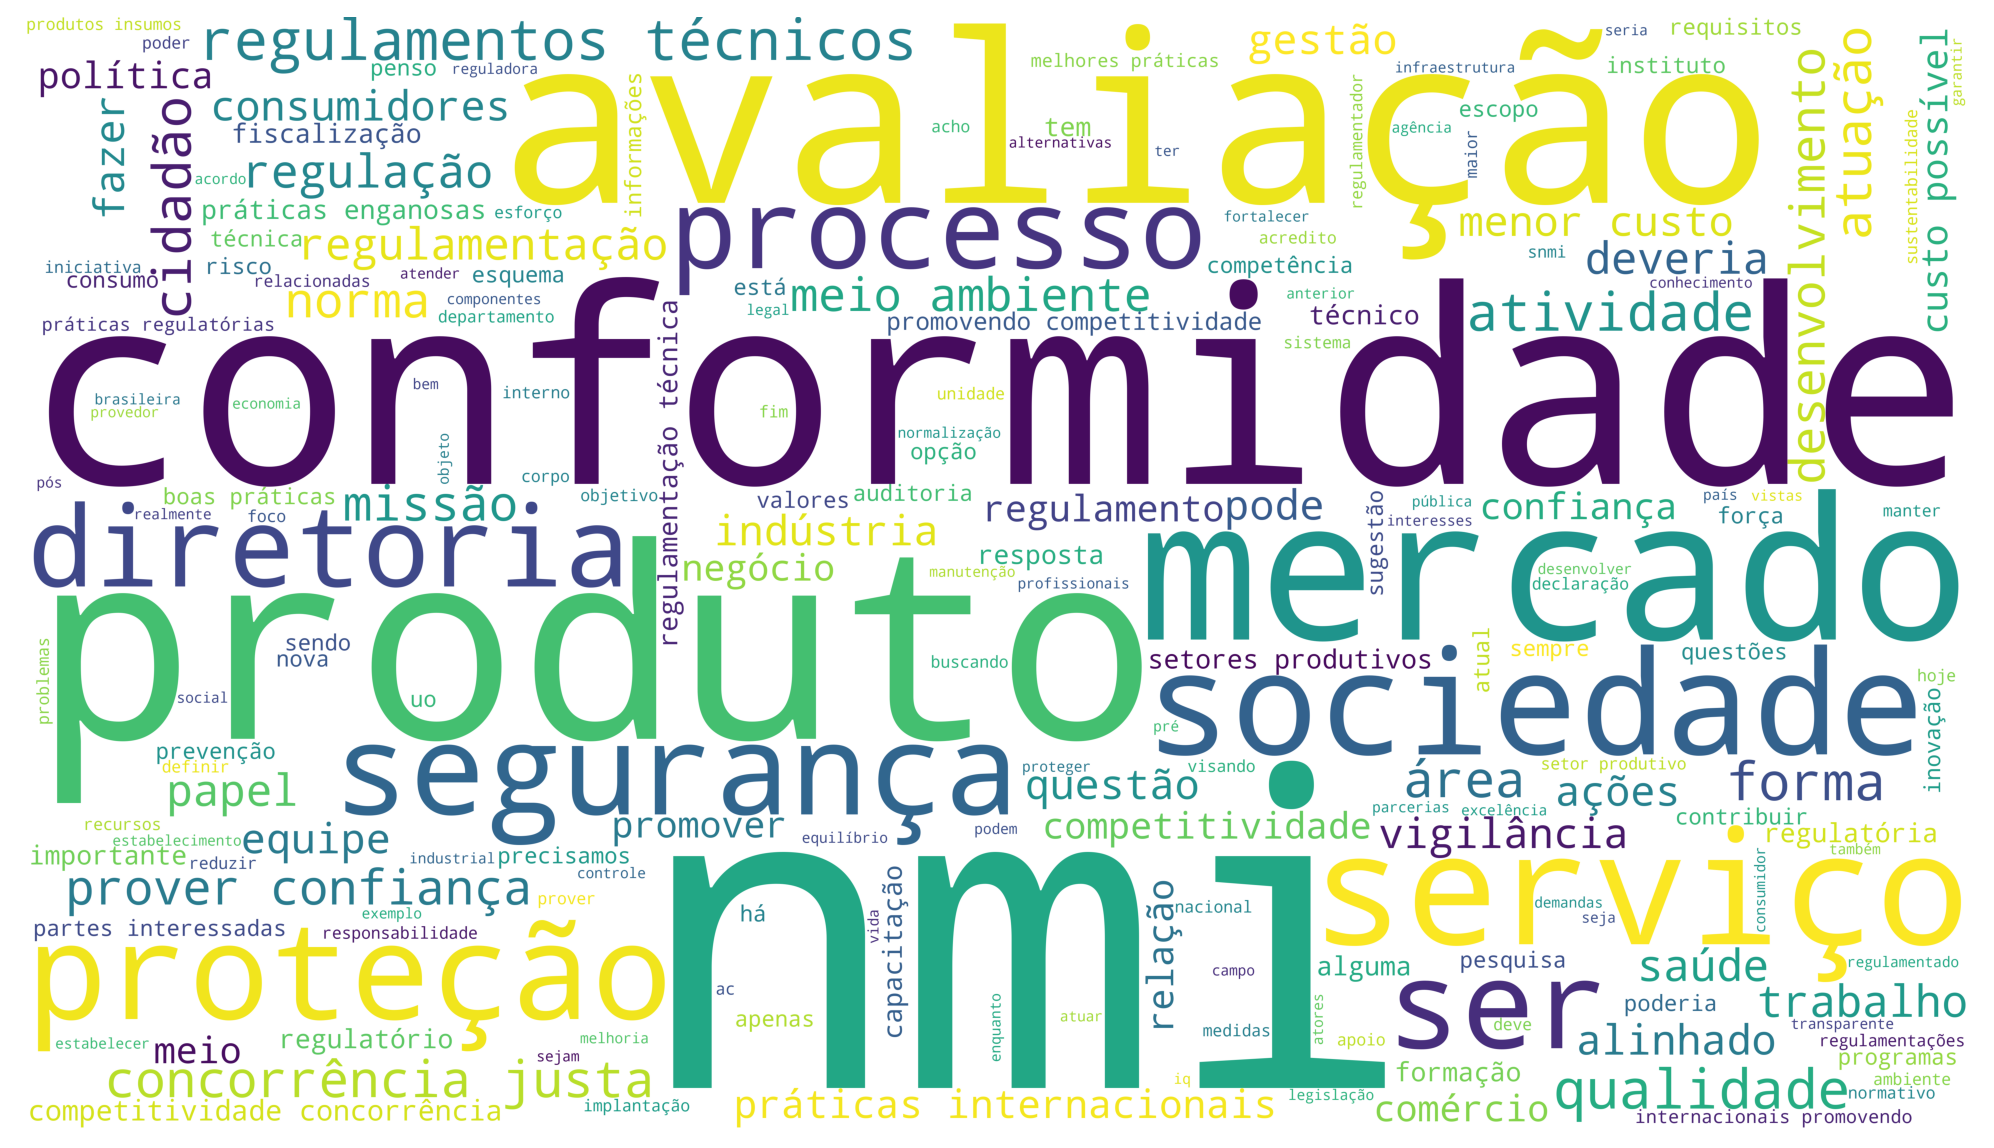 produtos insumos
poder
regulamentos técnicos
política
penso
reguladora
consumidores
fiscalização
fazer
cidadão
acordo
regulação
informações
avaliação
melhores práticas
gestão
seria
requisitos
infraestrutura
instituto
acho
tem
alternativas
ter
regulamentador
agência
escopo
maior
desenvolvimento
atuação
sustentabilidade
custo possível
garantir
práticas enganosas
esforço
técnica
regulamentação
processo
fortalecer
acredito
menor custo
snmi
deveria
iniciativa
consumo
risco
relacionadas
atender
esquema
competência
conhecimento
norma
componentes
departamento
está
legal
meio ambiente
anterior
técnico
atividade
práticas regulatórias
promovendo competitividade
sistema
conformidade
brasileira
provedor
economia
bem
interno
regulamentação técnica
fim
unidade
normalização
opção
objeto
corpo
pós
boas práticas
realmente
foco
missão
objetivo
valores
auditoria
regulamento
pode
sugestão
pública
interesses
confiança
país
vistas
força
manter
diretoria
indústria
negócio
resposta
manutenção
profissionais
mercado
desenvolver
declaração
produto
sendo
nova
problemas
social
uo
buscando
setores produtivos
atual
sempre
questões
sociedade
hoje
inovação
pré
prevenção
definir
papel
segurança
proteger
questão
visando
área
setor produtivo
ações
forma
recursos
estabelecimento
importante
reduzir
equipe
industrial
precisamos
controle
promover
equilíbrio
podem
competitividade
parcerias
excelência
vigilância
contribuir
regulatória
também
prover confiança
prover
exemplo
partes interessadas
responsabilidade
nmi
há
vida
capacitação
relação
nacional
serviço
demandas
seja
consumidor
proteção
ac
apenas
enquanto
atuar
campo
medidas
alguma
atores
apoio
pesquisa
ser
deve
saúde
regulamentado
poderia
trabalho
estabelecer
meio
regulatório
melhoria
sejam
alinhado
transparente
regulamentações
programas
concorrência justa
competitividade concorrência
implantação
práticas internacionais
iq
legislação
formação
comércio
qualidade
ambiente
normativo
internacionais promovendo